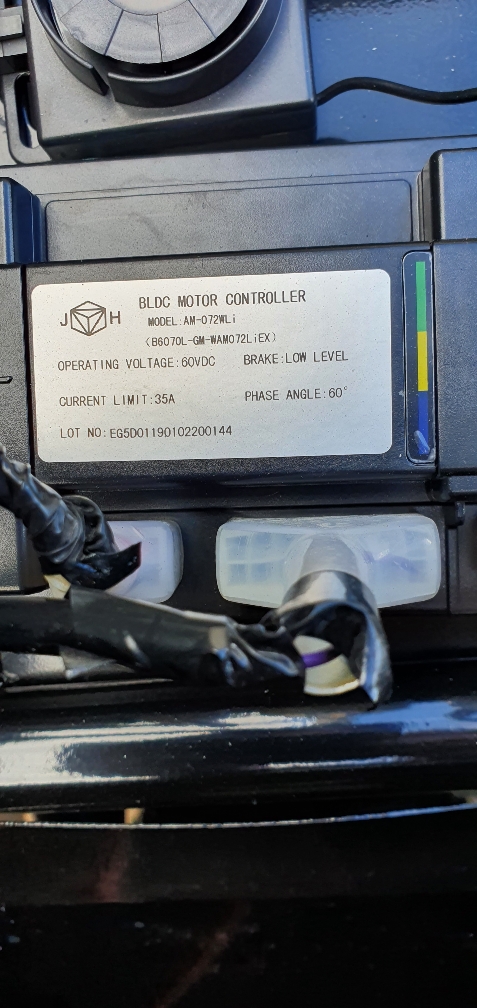 J H
BLDC MOTOR CONTROLLER
MODEL:AM-072WLi
(B6070L-GM-WAM072LiEX)
OPERATING VOLTAGE:60VDC BRAKE:LOW LEVEL
CURRENT LIMIT:35A PHASE ANGLE:60°
LOT NO:EG5D01190102200144